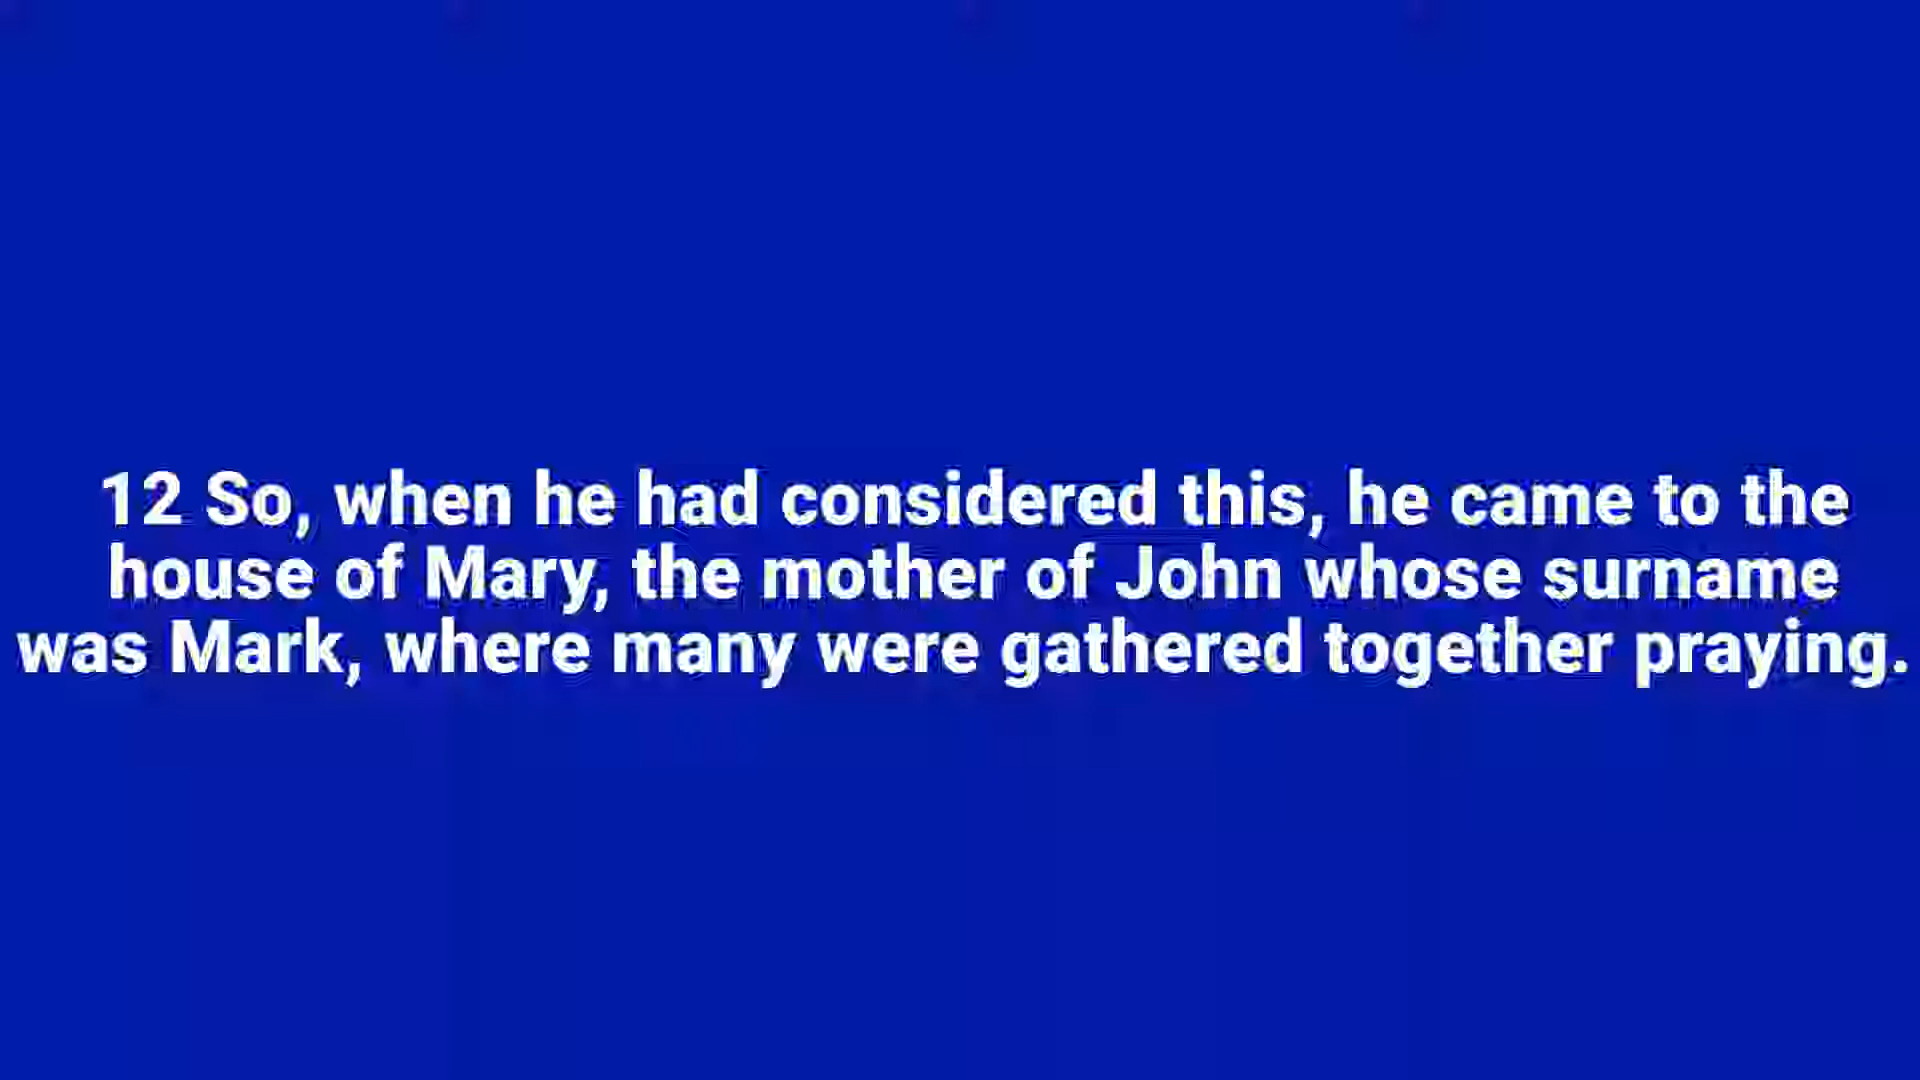 12 So, when he had considered this, he came to the
house of Mary, the mother of John whose surname
was Mark, where many were gathered together praying.